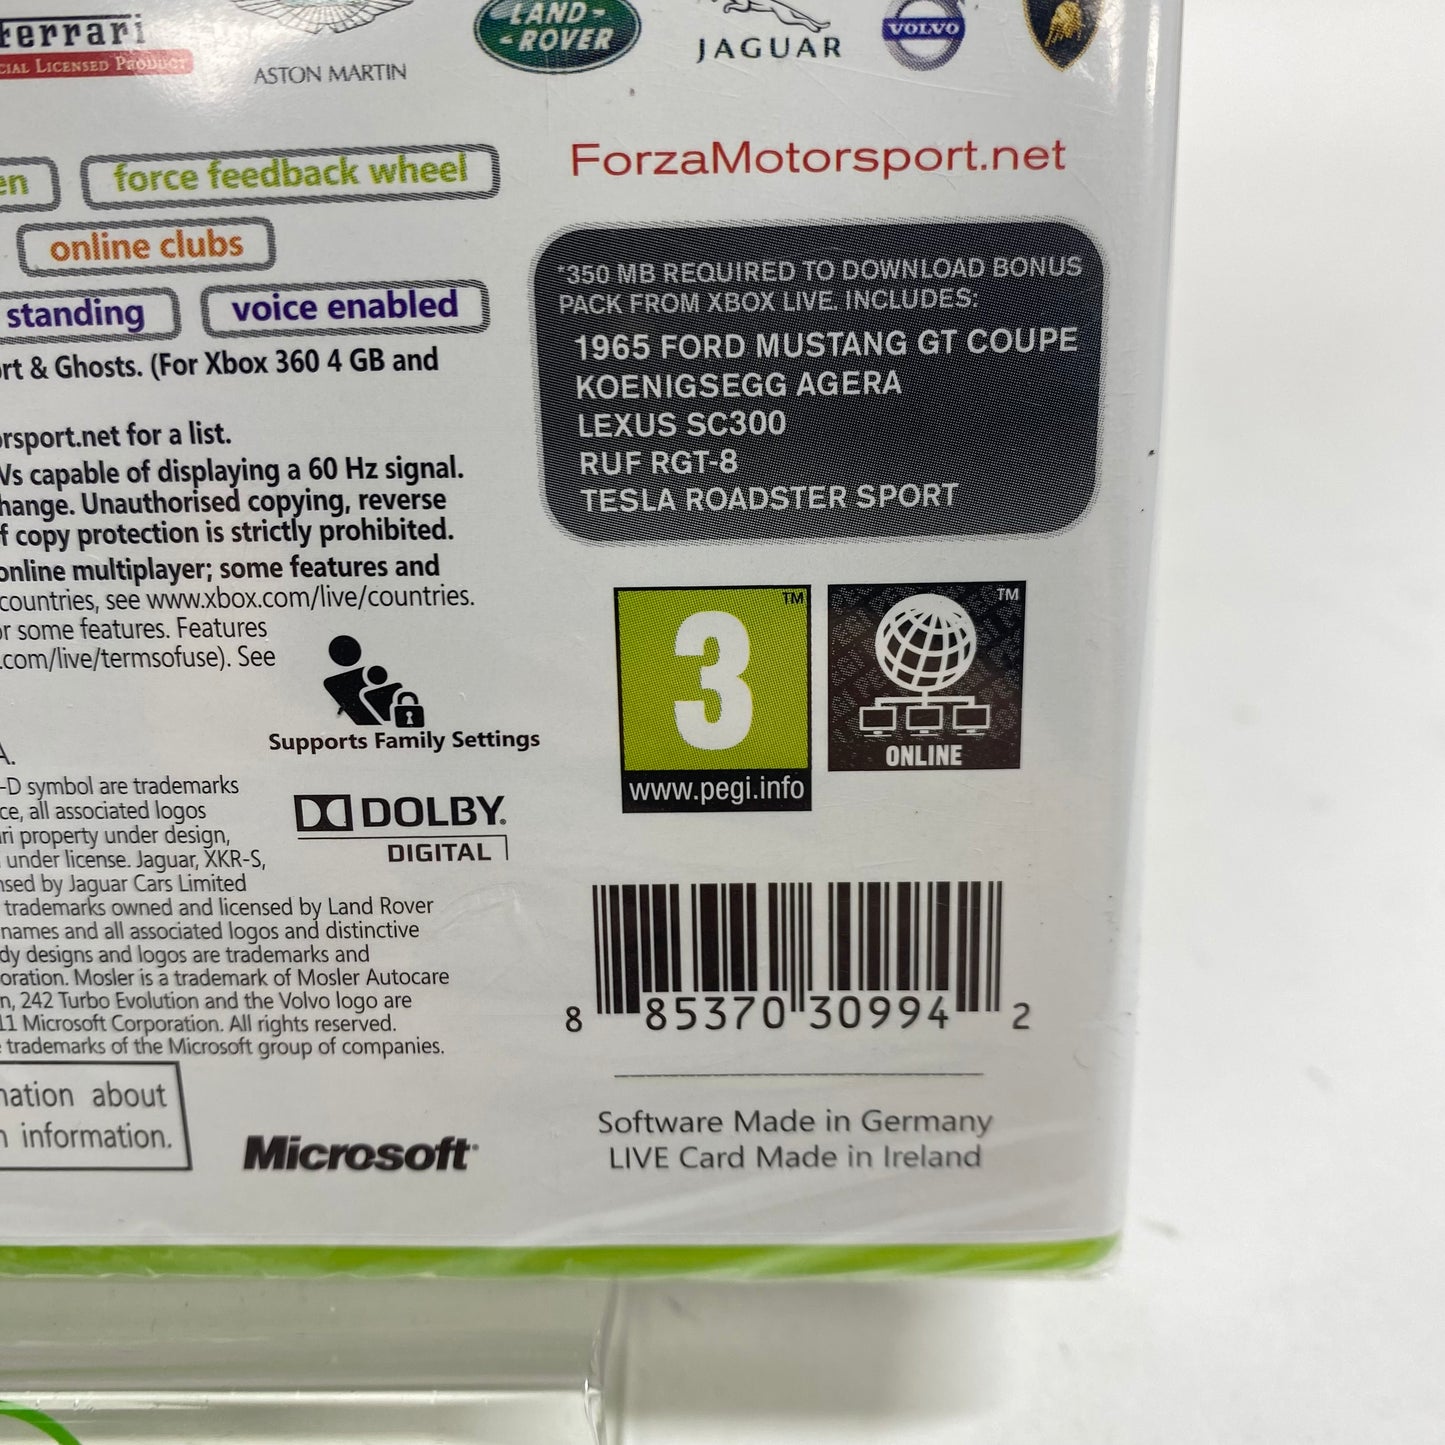 Ferrari
CIAL LICENSED PRODUCT
ASTON MARTIN
LAND-
-ROVER
JAGUAR
VOLVO
en
force feedback wheel
online clubs
standing
voice enabled
ForzaMotorsport.net
*350 MB REQUIRED TO DOWNLOAD BONUS
PACK FROM XBOX LIVE. INCLUDES:
1965 FORD MUSTANG GT COUPE
KOENIGSEGG AGERA
LEXUS SC300
RUF RGT-8
TESLA ROADSTER SPORT
rt & Ghosts. (For Xbox 360 4 GB and
orsport.net for a list.
Vs capable of displaying a 60 Hz signal.
hange. Unauthorised copying, reverse
f copy protection is strictly prohibited.
online multiplayer; some features and
countries, see www.xbox.com/live/countries.
or some features. Features
.com/live/termsofuse). See
Supports Family Settings
A.
-D symbol are trademarks
ce, all associated logos
ri property under design,
under license. Jaguar, XKR-S,
nsed by Jaguar Cars Limited
trademarks owned and licensed by Land Rover
names and all associated logos and distinctive
dy designs and logos are trademarks and
oration. Mosler is a trademark of Mosler Autocare
n, 242 Turbo Evolution and the Volvo logo are
11 Microsoft Corporation. All rights reserved.
trademarks of the Microsoft group of companies.
DOLBY.
DIGITAL
TM
3
www.pegi.info
TM
ONLINE
8 85370 30994 2
nation about
n information.
Microsoft
Software Made in Germany
LIVE Card Made in Ireland